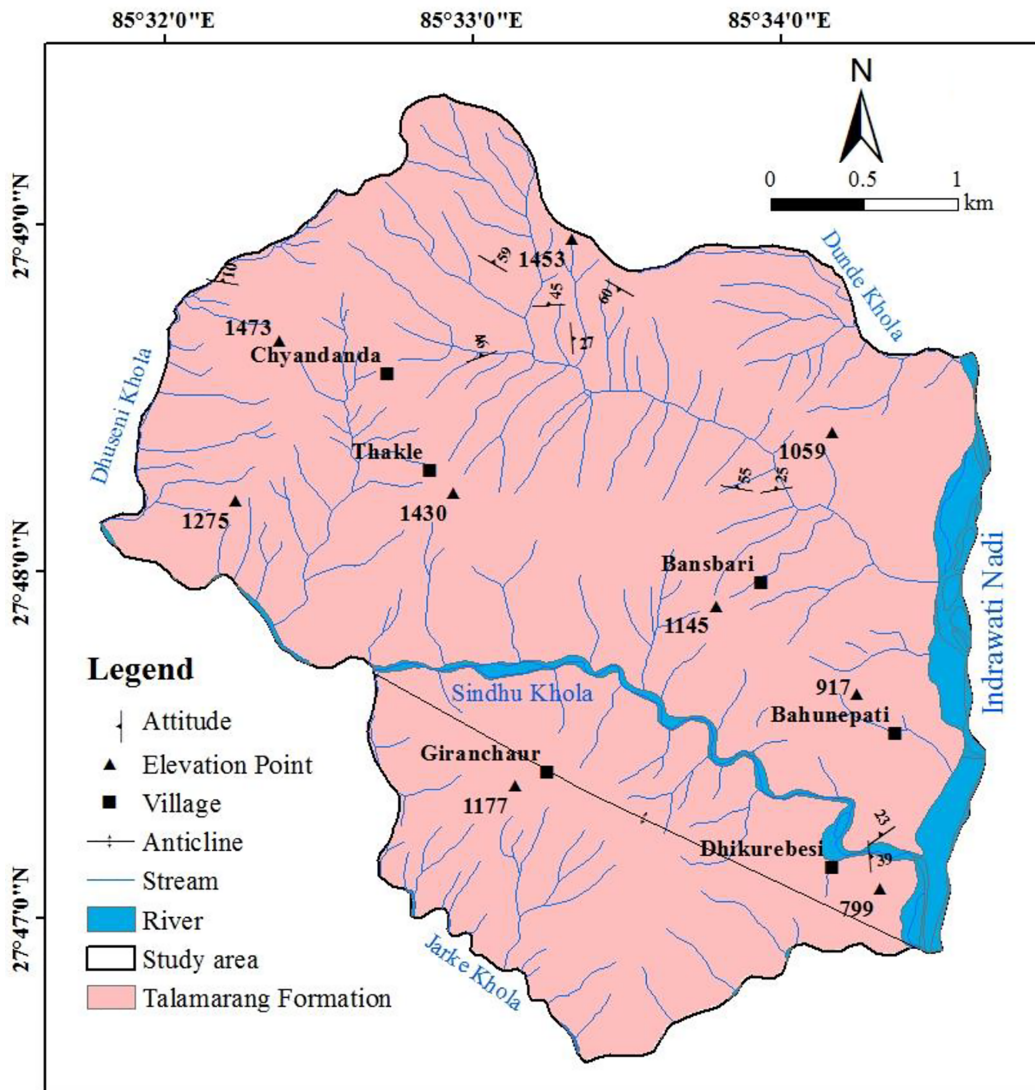 85°32'0"E
85°33'0"E
85°34'0"E
N
0 0.5 1
km
27°49'0"N
27°48'0"N
27°47'0"N
Dunde Khola
59
1453
10
45
60
1473
27
Chyandanda
Dhuseni Khola
Thakle
1059
55
25
1275
1430
Bansbari
1145
Indrawati Nadi
Sindhu Khola
917
Bahunepati
Giranchaur
1177
23
Dhikurebesi
39
799
Jarke Khola
Legend
Attitude
Elevation Point
Village
Anticline
Stream
River
Study area
Talamarang Formation